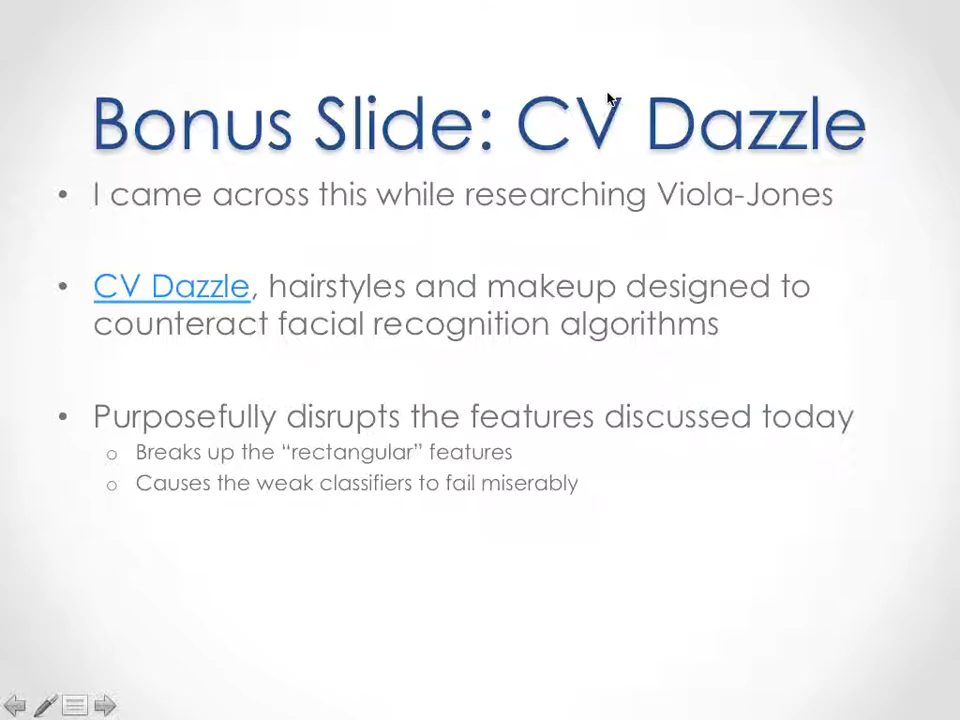 Bonus Slide: CV Dazzle
• I came across this while researching Viola-Jones
• CV Dazzle, hairstyles and makeup designed to
counteract facial recognition algorithms
• Purposefully disrupts the features discussed today
o Breaks up the “rectangular” features
o Causes the weak classifiers to fail miserably